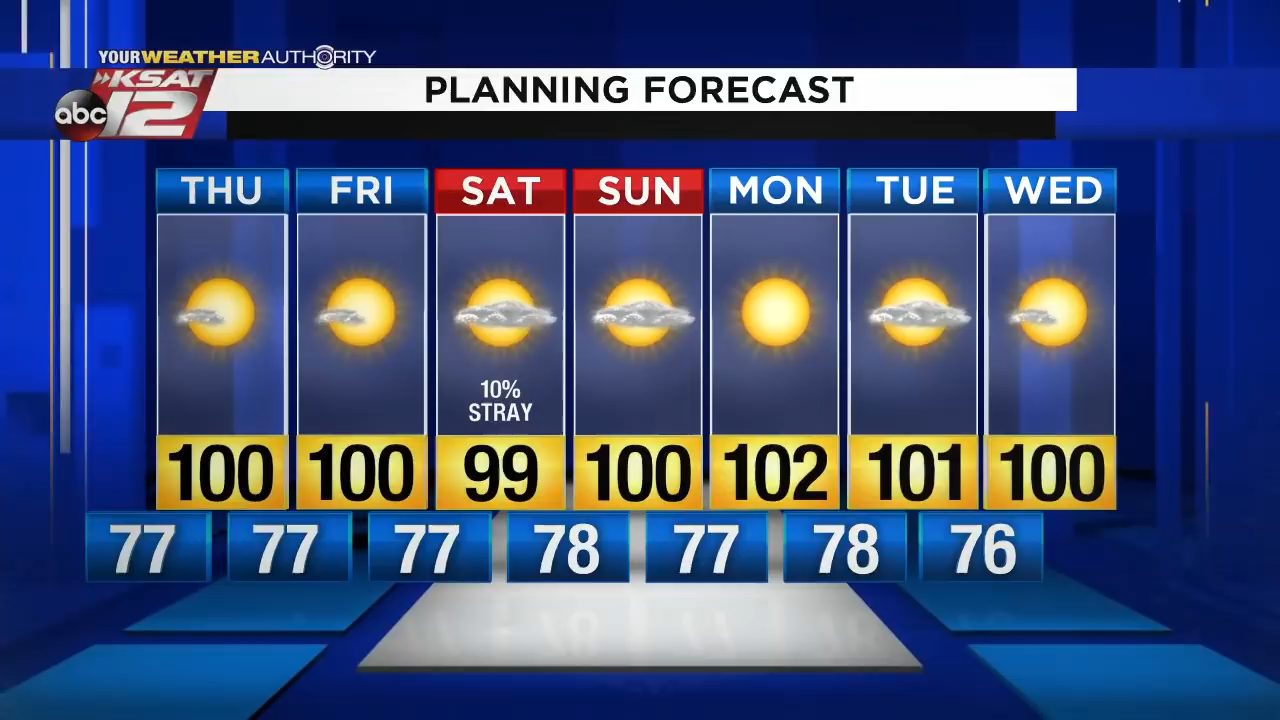 YOURWEATHERAUTHORITY
KSAT
abc 12
PLANNING FORECAST
THU FRI SAT SUN MON TUE WED
10%
STRAY
100 100 99 100 102 101 100
77 77 77 78 77 78 76